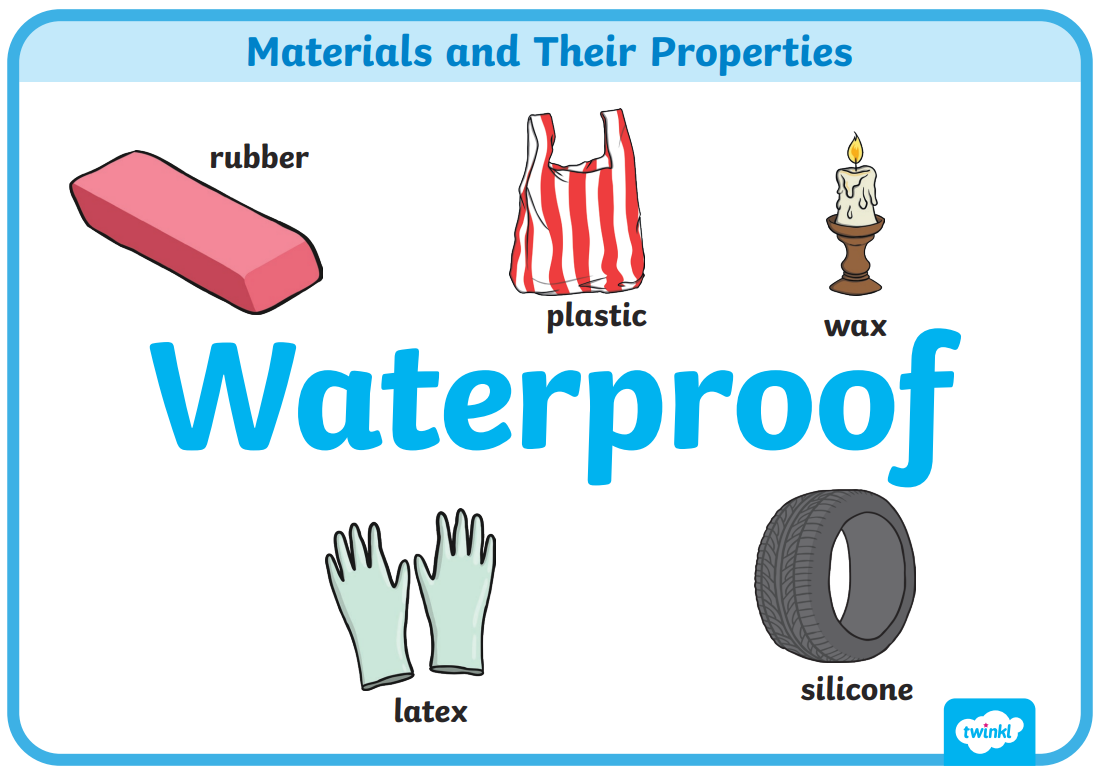 Materials and Their Properties
rubber
plastic
wax
Waterproof
latex
silicone
twinkl